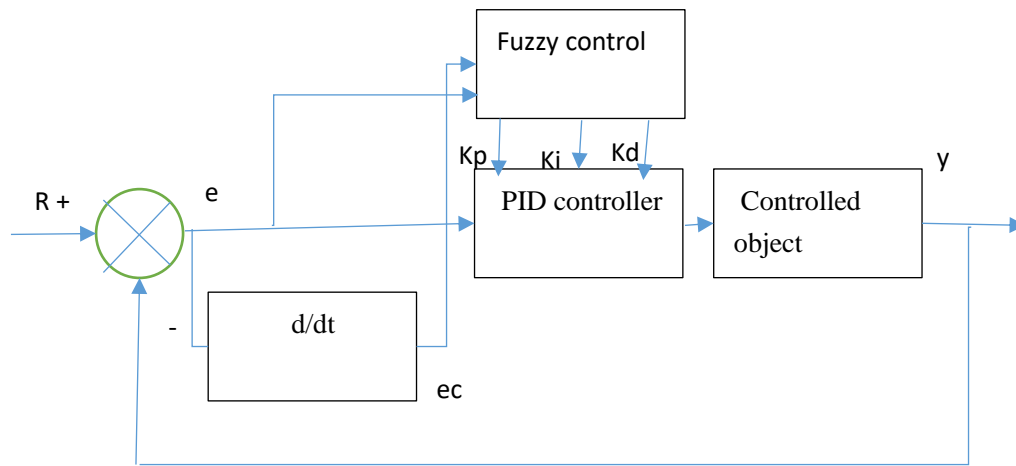 Fuzzy control
Kp
Ki
Kd
y
R +
e
PID controller
Controlled
object
-
d/dt
ec